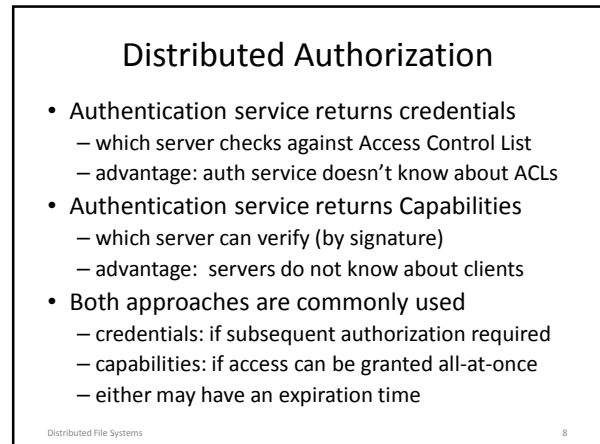 Distributed Authorization
• Authentication service returns credentials
– which server checks against Access Control List
– advantage: auth service doesn't know about ACLs
• Authentication service returns Capabilities
– which server can verify (by signature)
– advantage:  servers do not know about clients
• Both approaches are commonly used
– credentials: if subsequent authorization required
– capabilities: if access can be granted all-at-once
– either may have an expiration time
Distributed File Systems
8